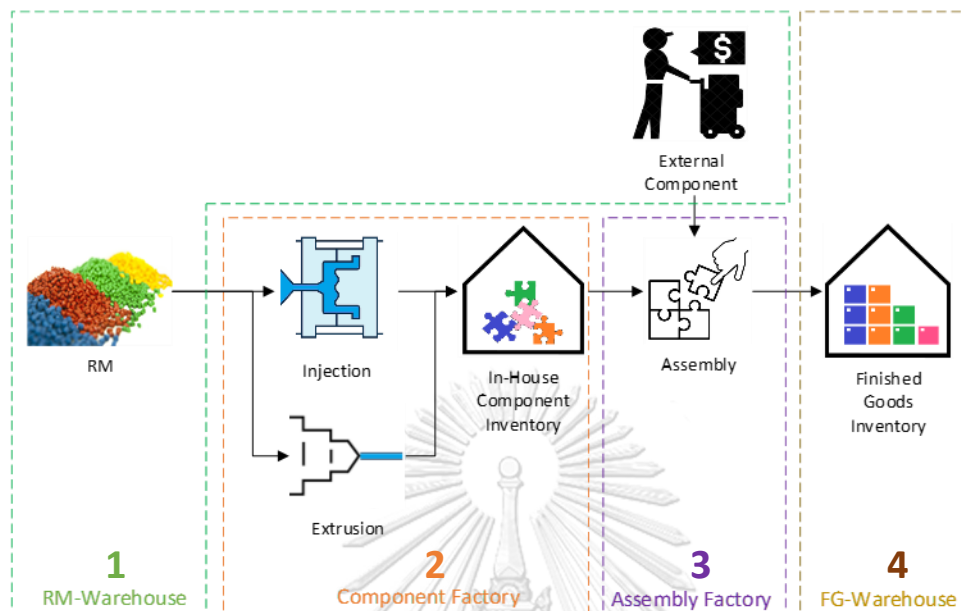 $
External
Component
RM
Injection
In-House
Component
Inventory
Assembly
Finished
Goods
Inventory
Extrusion
1
RM-Warehouse
2
Component Factory
3
Assembly Factory
4
FG-Warehouse